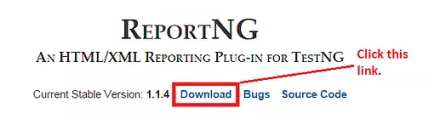 REPORTNG
AN HTML/XML REPORTING PLUG-IN FOR TESTNG
Click this
link.
Current Stable Version: 1.1.4 Download Bugs Source Code